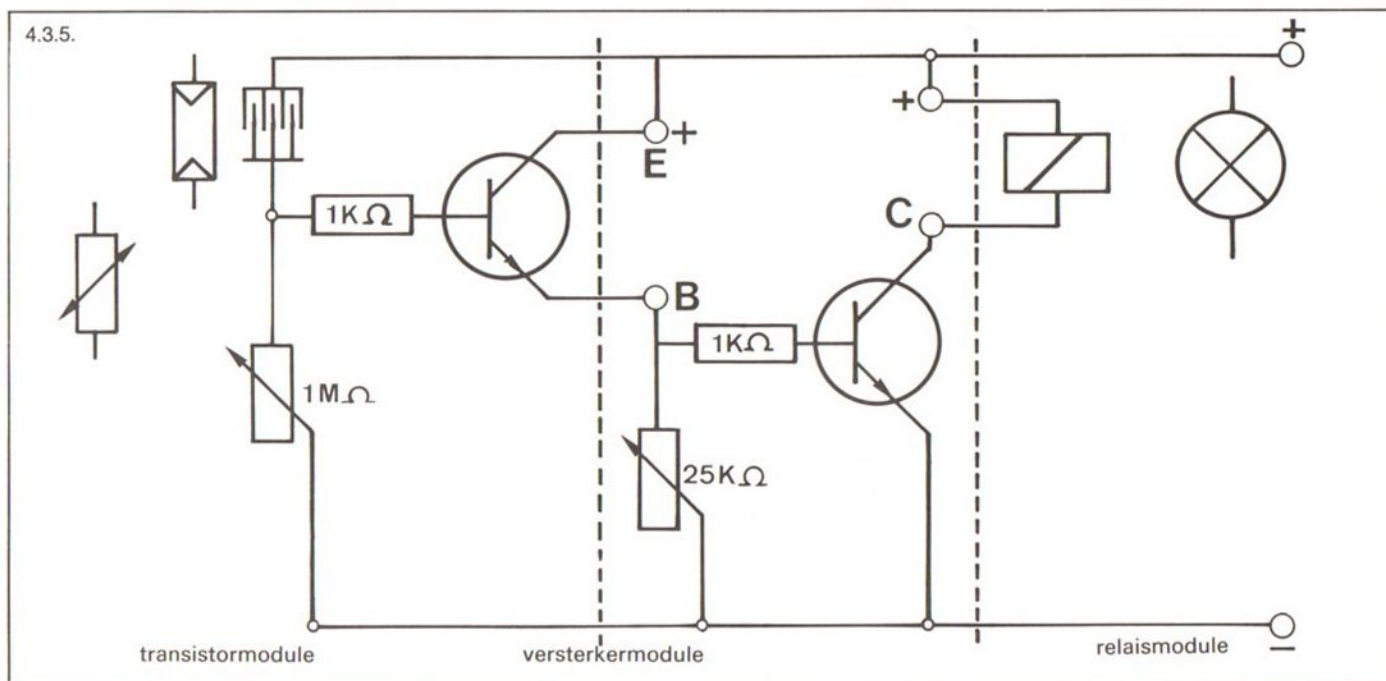 4.3.5.
+
+
+
E
1KΩ
C
B
1KΩ
1MΩ
25KΩ
transistormodule
versterkermodule
relaismodule
−